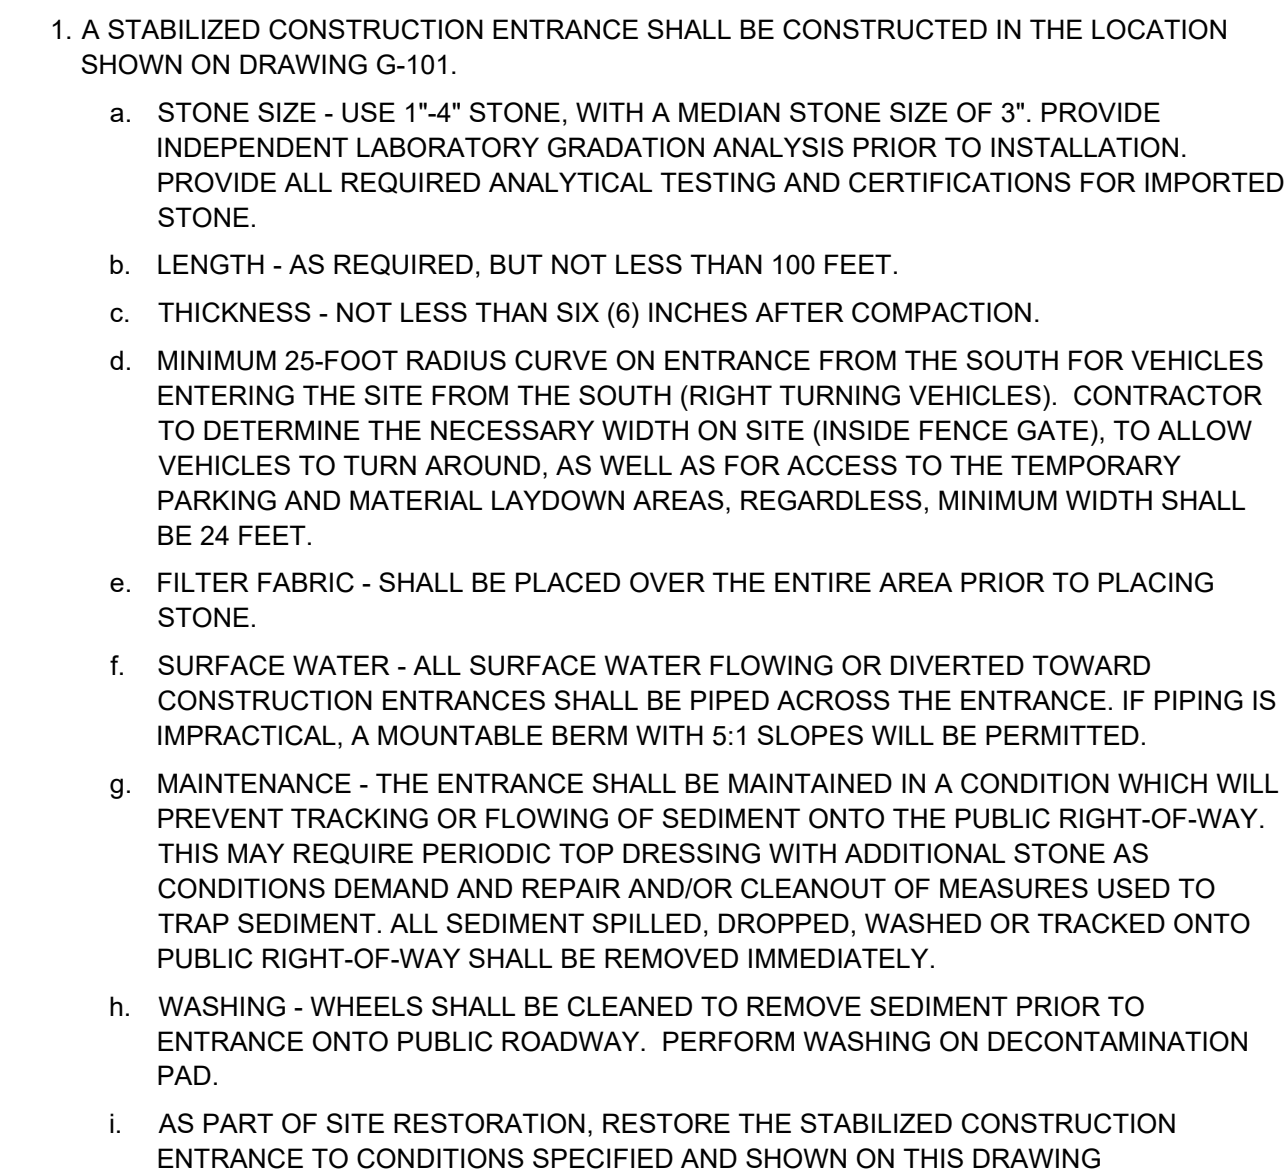 1. A STABILIZED CONSTRUCTION ENTRANCE SHALL BE CONSTRUCTED IN THE LOCATION
SHOWN ON DRAWING G-101.
a. STONE SIZE - USE 1"-4" STONE, WITH A MEDIAN STONE SIZE OF 3". PROVIDE
INDEPENDENT LABORATORY GRADATION ANALYSIS PRIOR TO INSTALLATION.
PROVIDE ALL REQUIRED ANALYTICAL TESTING AND CERTIFICATIONS FOR IMPORTED
STONE.
b. LENGTH - AS REQUIRED, BUT NOT LESS THAN 100 FEET.
c. THICKNESS - NOT LESS THAN SIX (6) INCHES AFTER COMPACTION.
d. MINIMUM 25-FOOT RADIUS CURVE ON ENTRANCE FROM THE SOUTH FOR VEHICLES
ENTERING THE SITE FROM THE SOUTH (RIGHT TURNING VEHICLES). CONTRACTOR
TO DETERMINE THE NECESSARY WIDTH ON SITE (INSIDE FENCE GATE), TO ALLOW
VEHICLES TO TURN AROUND, AS WELL AS FOR ACCESS TO THE TEMPORARY
PARKING AND MATERIAL LAYDOWN AREAS, REGARDLESS, MINIMUM WIDTH SHALL
BE 24 FEET.
e. FILTER FABRIC - SHALL BE PLACED OVER THE ENTIRE AREA PRIOR TO PLACING
STONE.
f. SURFACE WATER - ALL SURFACE WATER FLOWING OR DIVERTED TOWARD
CONSTRUCTION ENTRANCES SHALL BE PIPED ACROSS THE ENTRANCE. IF PIPING IS
IMPRACTICAL, A MOUNTABLE BERM WITH 5:1 SLOPES WILL BE PERMITTED.
g. MAINTENANCE - THE ENTRANCE SHALL BE MAINTAINED IN A CONDITION WHICH WILL
PREVENT TRACKING OR FLOWING OF SEDIMENT ONTO THE PUBLIC RIGHT-OF-WAY.
THIS MAY REQUIRE PERIODIC TOP DRESSING WITH ADDITIONAL STONE AS
CONDITIONS DEMAND AND REPAIR AND/OR CLEANOUT OF MEASURES USED TO
TRAP SEDIMENT. ALL SEDIMENT SPILLED, DROPPED, WASHED OR TRACKED ONTO
PUBLIC RIGHT-OF-WAY SHALL BE REMOVED IMMEDIATELY.
h. WASHING - WHEELS SHALL BE CLEANED TO REMOVE SEDIMENT PRIOR TO
ENTRANCE ONTO PUBLIC ROADWAY. PERFORM WASHING ON DECONTAMINATION
PAD.
i. AS PART OF SITE RESTORATION, RESTORE THE STABILIZED CONSTRUCTION
ENTRANCE TO CONDITIONS SPECIFIED AND SHOWN ON THIS DRAWING